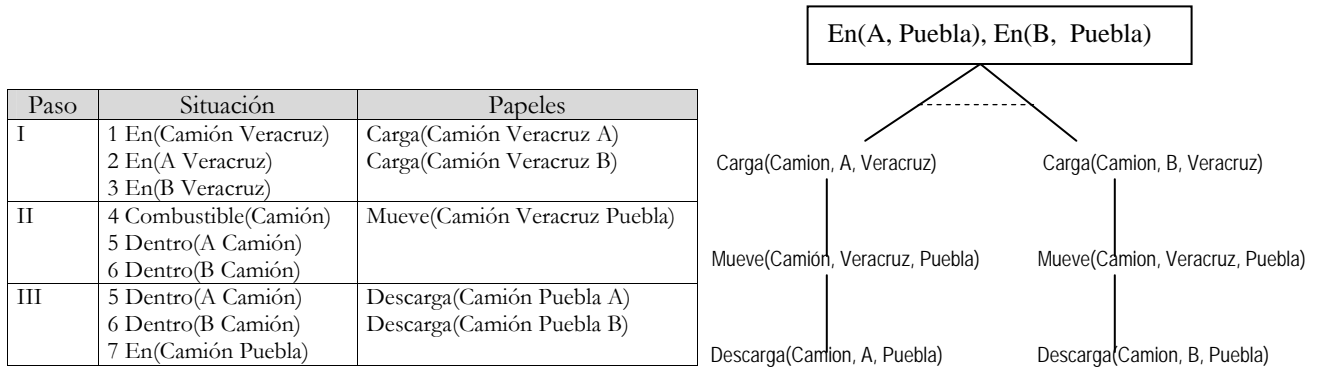 Paso Situación Papeles
I 1 En(Camión Veracruz) Carga(Camión Veracruz A)
2 En(A Veracruz) Carga(Camión Veracruz B)
3 En(B Veracruz)
II 4 Combustible(Camión) Mueve(Camión Veracruz Puebla)
5 Dentro(A Camión)
6 Dentro(B Camión)
III 5 Dentro(A Camión) Descarga(Camión Puebla A)
6 Dentro(B Camión) Descarga(Camión Puebla B)
7 En(Camión Puebla)
En(A, Puebla), En(B, Puebla)
Carga(Camion, A, Veracruz) Carga(Camion, B, Veracruz)
Mueve(Camión, Veracruz, Puebla) Mueve(Camion, Veracruz, Puebla)
Descarga(Camion, A, Puebla) Descarga(Camion, B, Puebla)